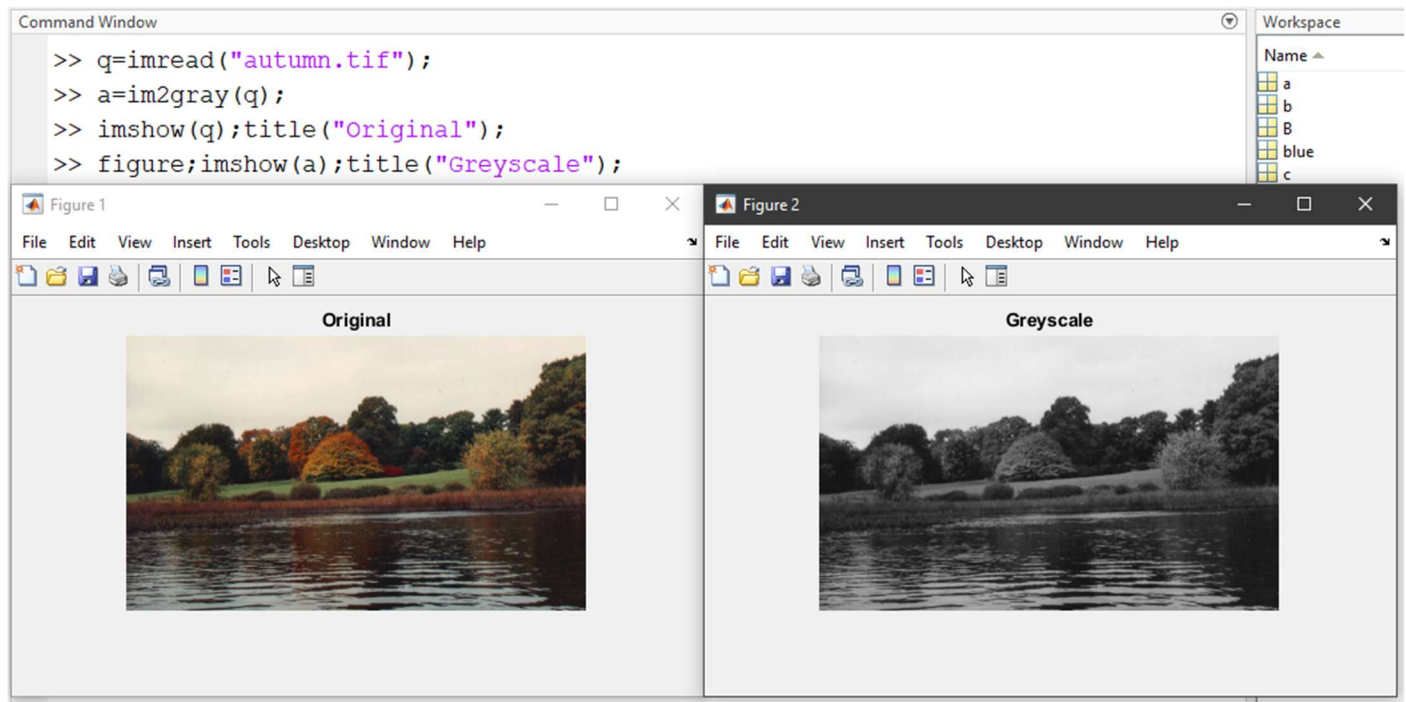 Command Window
>> q=imread("autumn.tif");
>> a=im2gray(q);
>> imshow(q);title("Original");
>> figure;imshow(a);title("Greyscale");
Workspace
Name
a
b
B
blue
c
Figure 1
File Edit View Insert Tools Desktop Window Help
Original
Figure 2
File Edit View Insert Tools Desktop Window Help
Greyscale